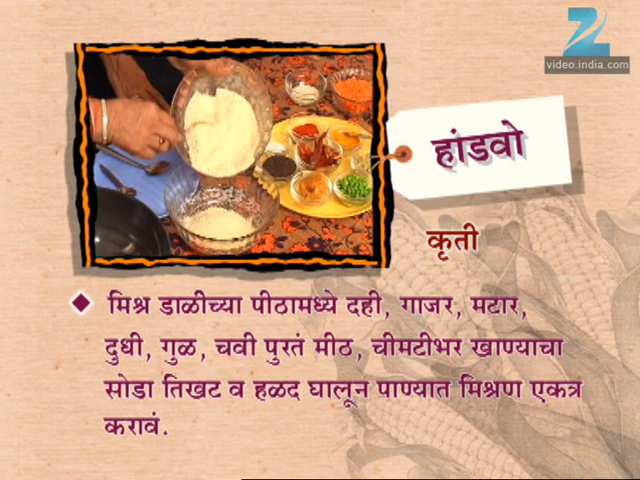 Z
video.india.com
हांडवो
कृती
मिश्र डाळीच्या पीठामध्ये दही, गाजर, मटार,
दुधी, गुळ, चवी पुरतं मीठ, चीमटीभर खाण्याचा
सोडा तिखट व हळद घालून पाण्यात मिश्रण एकत्र
करावं.